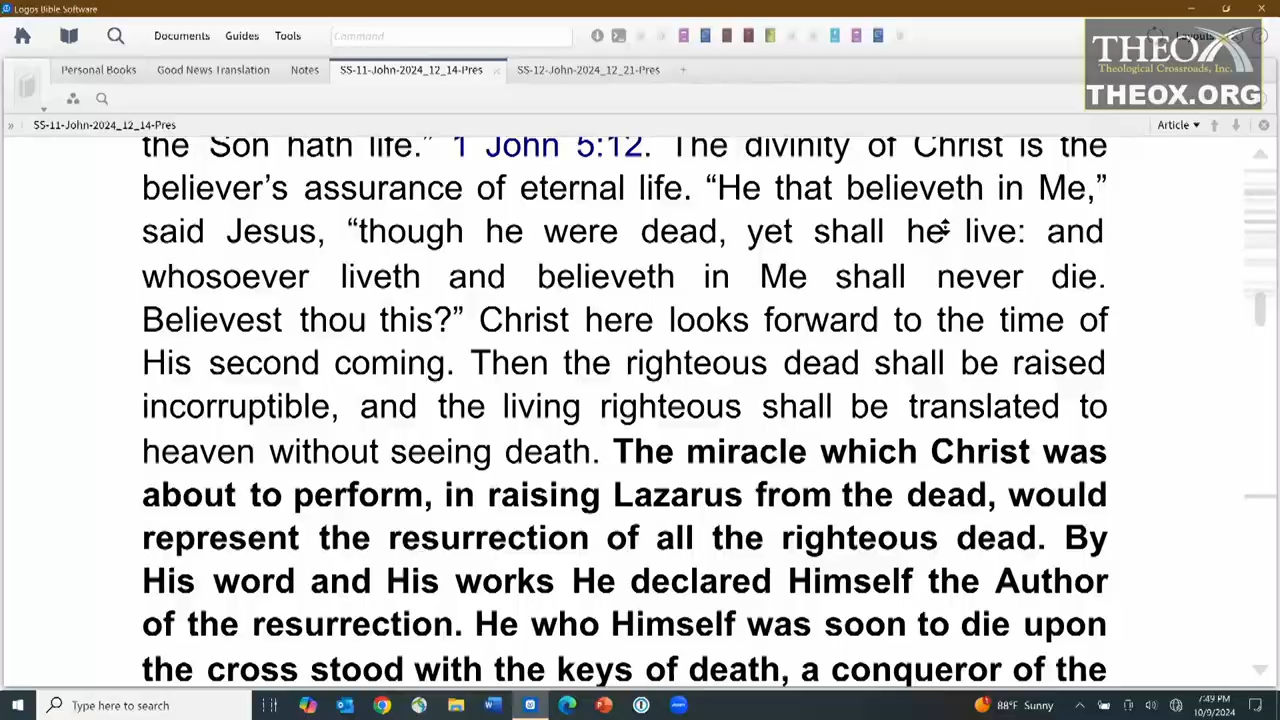 Logos Bible Software
Documents Guides Tools Command Layouts
THEOX
Theological Crossroads, Inc.
THEOX.ORG
Personal Books Good News Translation Notes SS-11-John-2024_12_14-Pres SS-12-John-2024_12_21-Pres
SS-11-John-2024_12_14-Pres Article
the Son hath life.” 1 John 5:12. The divinity of Christ is the
believer’s assurance of eternal life. “He that believeth in Me,”
said Jesus, “though he were dead, yet shall he live: and
whosoever liveth and believeth in Me shall never die.
Believest thou this?” Christ here looks forward to the time of
His second coming. Then the righteous dead shall be raised
incorruptible, and the living righteous shall be translated to
heaven without seeing death. The miracle which Christ was
about to perform, in raising Lazarus from the dead, would
represent the resurrection of all the righteous dead. By
His word and His works He declared Himself the Author
of the resurrection. He who Himself was soon to die upon
the cross stood with the keys of death, a conqueror of the
Type here to search 88°F Sunny 7:49 PM
10/9/2024